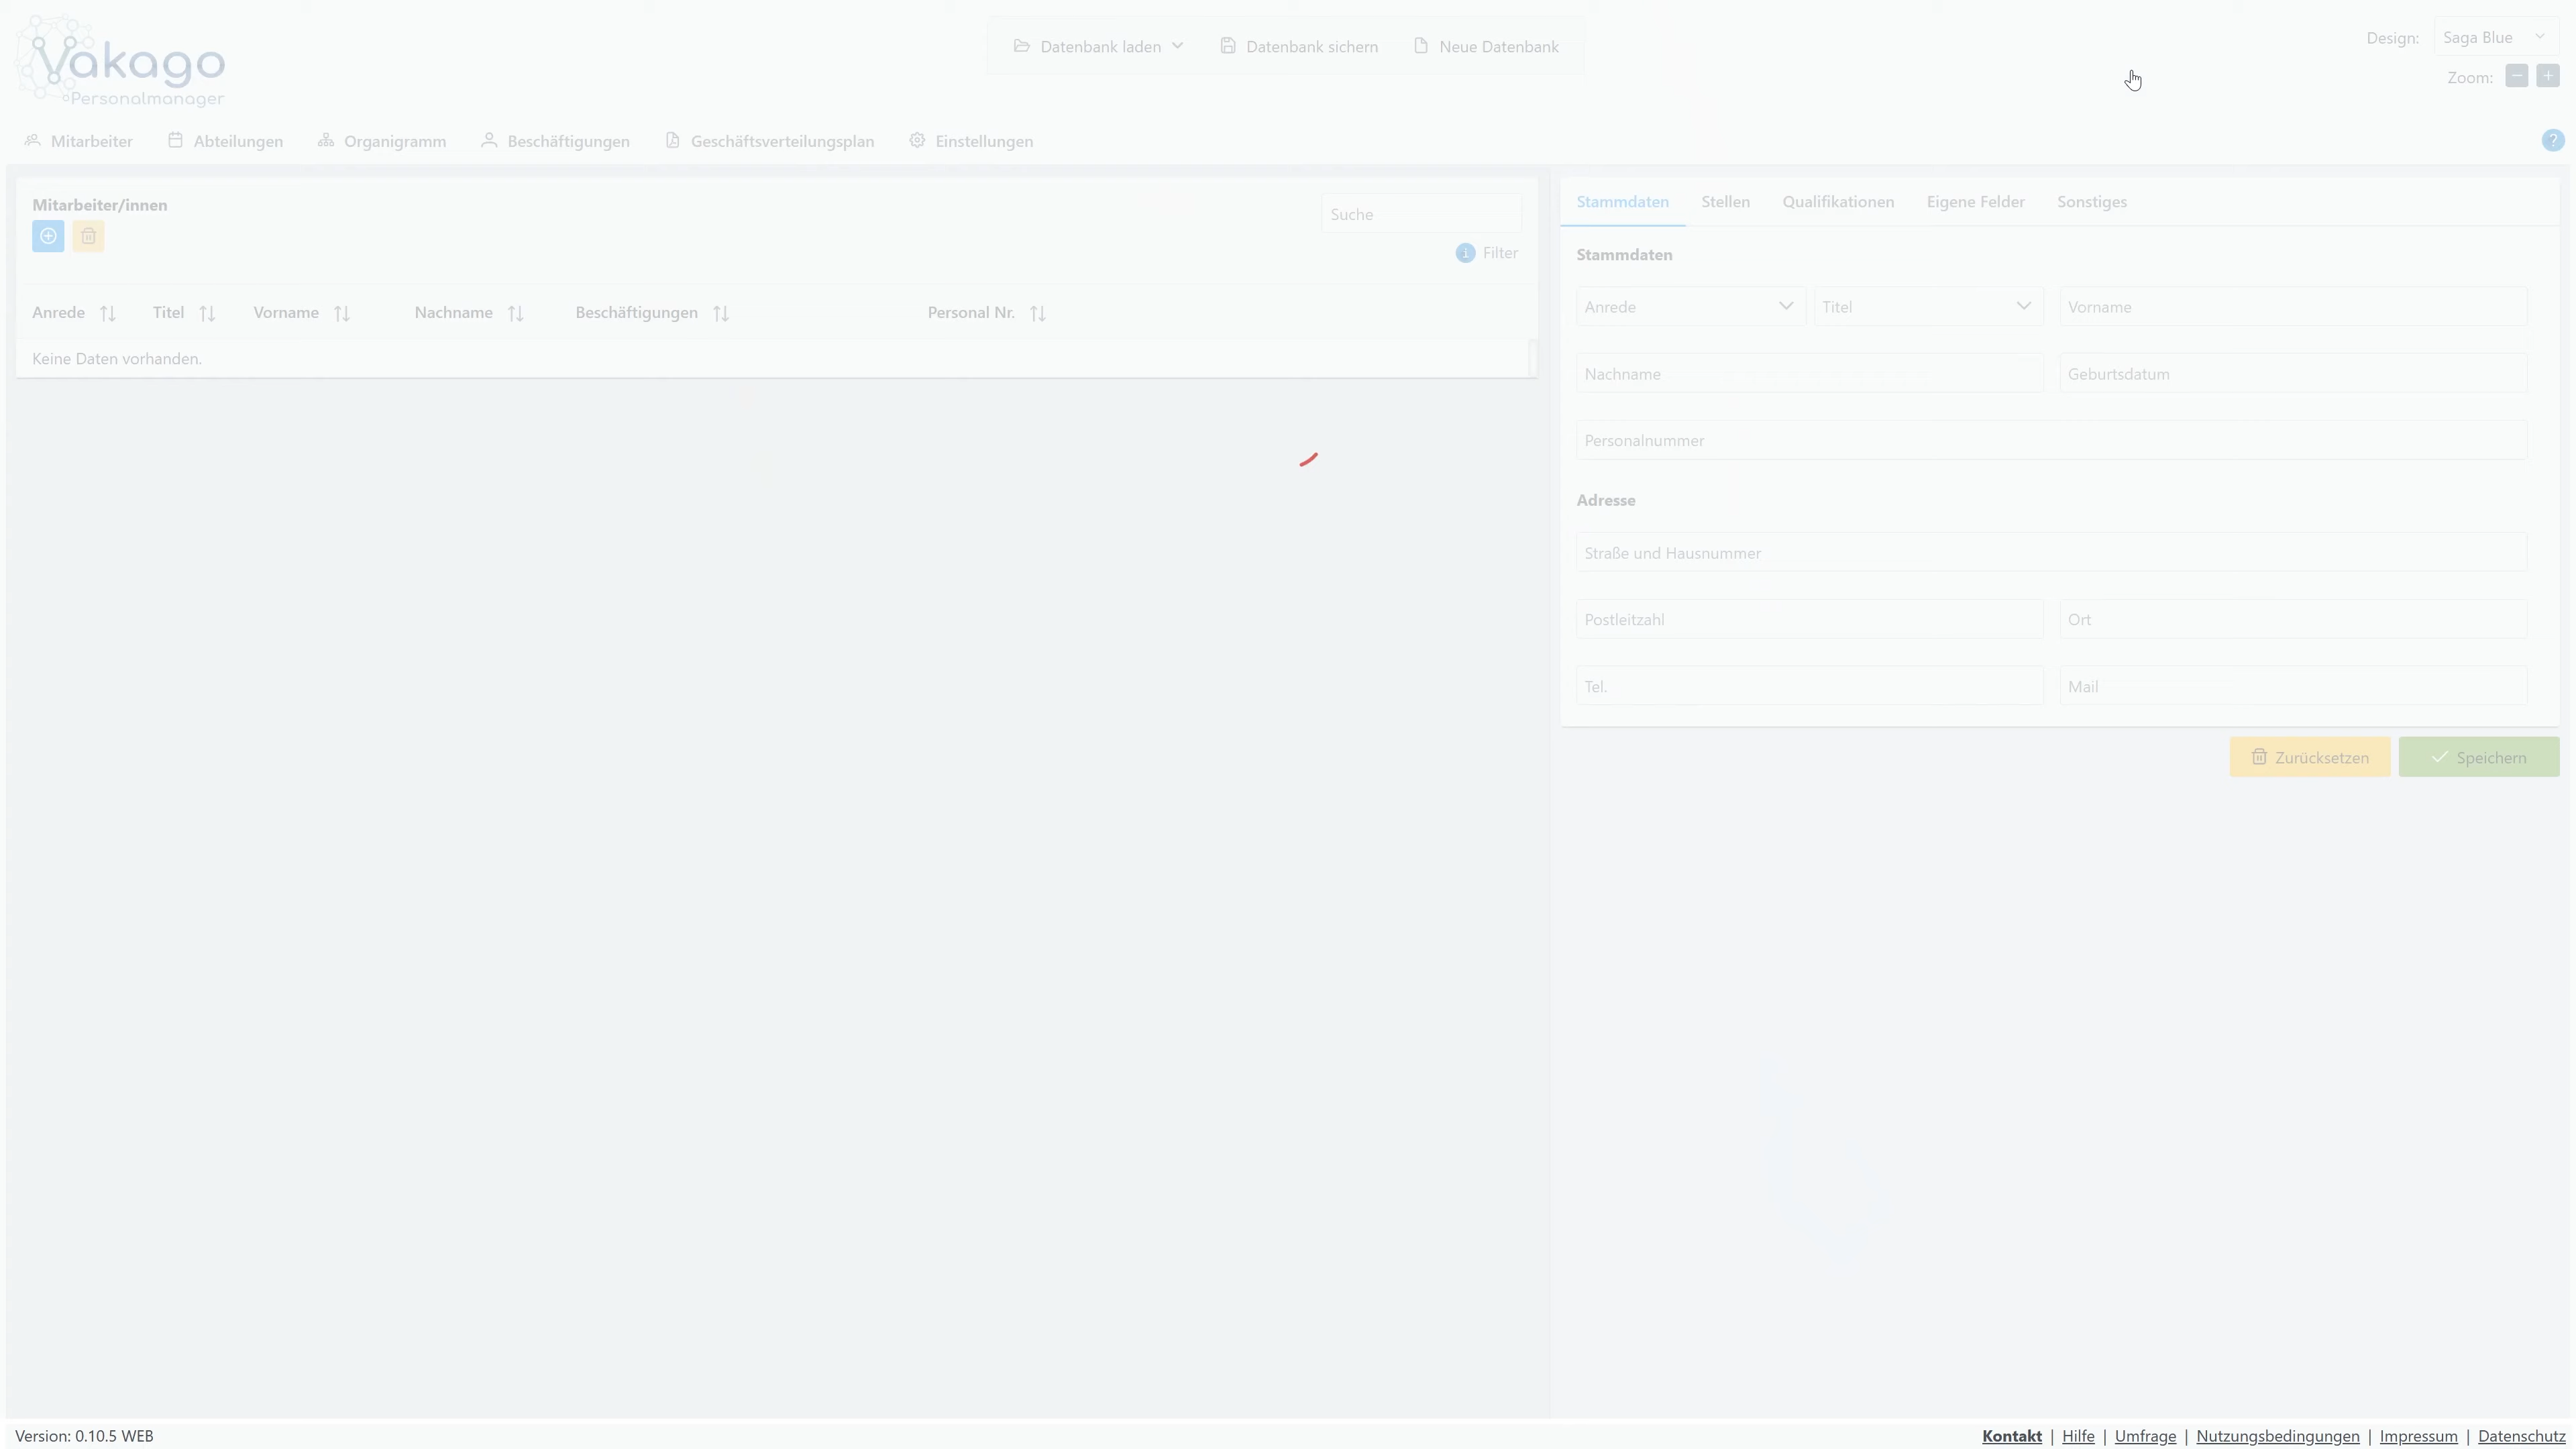 Vakago
Personalmanager
Datenbank laden
Datenbank sichern
Neue Datenbank
Design:
Saga Blue
Zoom:
Mitarbeiter
Abteilungen
Organigramm
Beschäftigungen
Geschäftsverteilungsplan
Einstellungen
?
Mitarbeiter/innen
Suche
Filter
Anrede
Titel
Vorname
Nachname
Beschäftigungen
Personal Nr.
Keine Daten vorhanden.
Stammdaten
Stellen
Qualifikationen
Eigene Felder
Sonstiges
Stammdaten
Anrede
Titel
Vorname
Nachname
Geburtsdatum
Personalnummer
Adresse
Straße und Hausnummer
Postleitzahl
Ort
Tel.
Mail
Zurücksetzen
Speichern
Version: 0.10.5 WEB
Kontakt | Hilfe | Umfrage | Nutzungsbedingungen | Impressum | Datenschutz